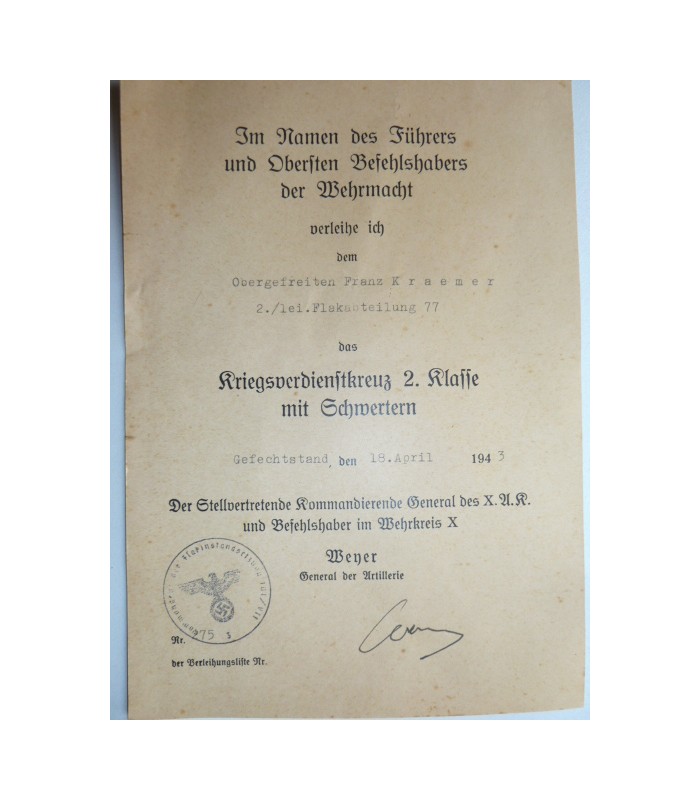 Im Namen des Führers
und Obersten Befehlshabers
der Wehrmacht
verleihe ich
dem
Obergefreiten Franz K r a e m e r
2./lei.Flakabteilung 77
das
Kriegsverdienstkreuz 2. Klasse
mit Schwertern
Gefechtstand, den 18.April 1943
Der Stellvertretende Kommandierende General des X.A.K.
und Befehlshaber im Wehrkreis X
Weyer
General der Artillerie
Nr. 75
der Verleihungsliste Nr.